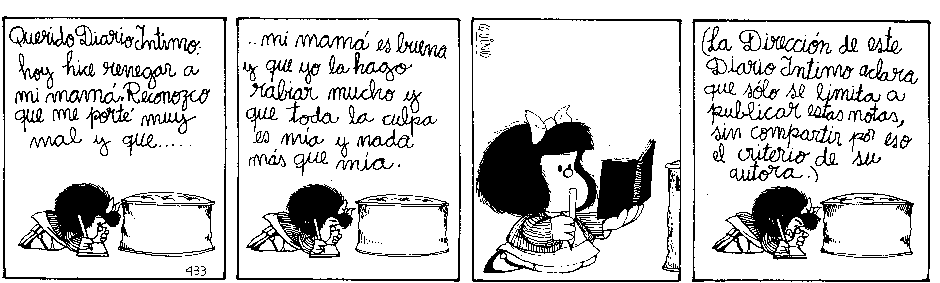 Querido Diario Intimo:
hoy hice renegar a
mi mamá. Reconozco
que me porté muy
mal y que.....
433
...mi mamá es buena
y que yo la hago
rabiar mucho y
que toda la culpa
es mía y nada
más que mía.
(La Dirección de este
Diario Intimo aclara
que sólo se limita a
publicar estas notas,
sin compartir por eso
el criterio de su
autora.)